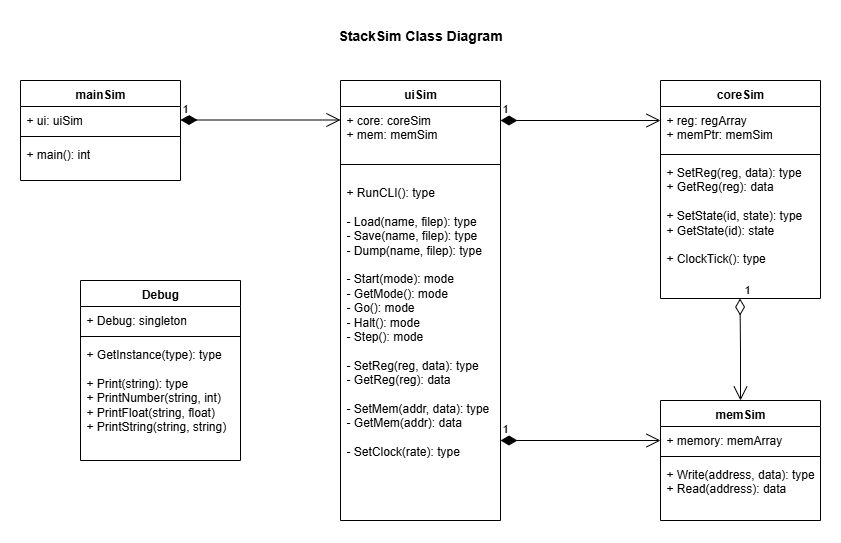 StackSim Class Diagram
mainSim
+ ui: uiSim
+ main(): int
1
uiSim
+ core: coreSim
+ mem: memSim
+ RunCLI(): type
- Load(name, filep): type
- Save(name, filep): type
- Dump(name, filep): type
- Start(mode): mode
- GetMode(): mode
- Go(): mode
- Halt(): mode
- Step(): mode
- SetReg(reg, data): type
- GetReg(reg): data
- SetMem(addr, data): type
- GetMem(addr): data
- SetClock(rate): type
1
1
coreSim
+ reg: regArray
+ memPtr: memSim
+ SetReg(reg, data): type
+ GetReg(reg): data
+ SetState(id, state): type
+ GetState(id): state
+ ClockTick(): type
1
Debug
+ Debug: singleton
+ GetInstance(type): type
+ Print(string): type
+ PrintNumber(string, int)
+ PrintFloat(string, float)
+ PrintString(string, string)
memSim
+ memory: memArray
+ Write(address, data): type
+ Read(address): data